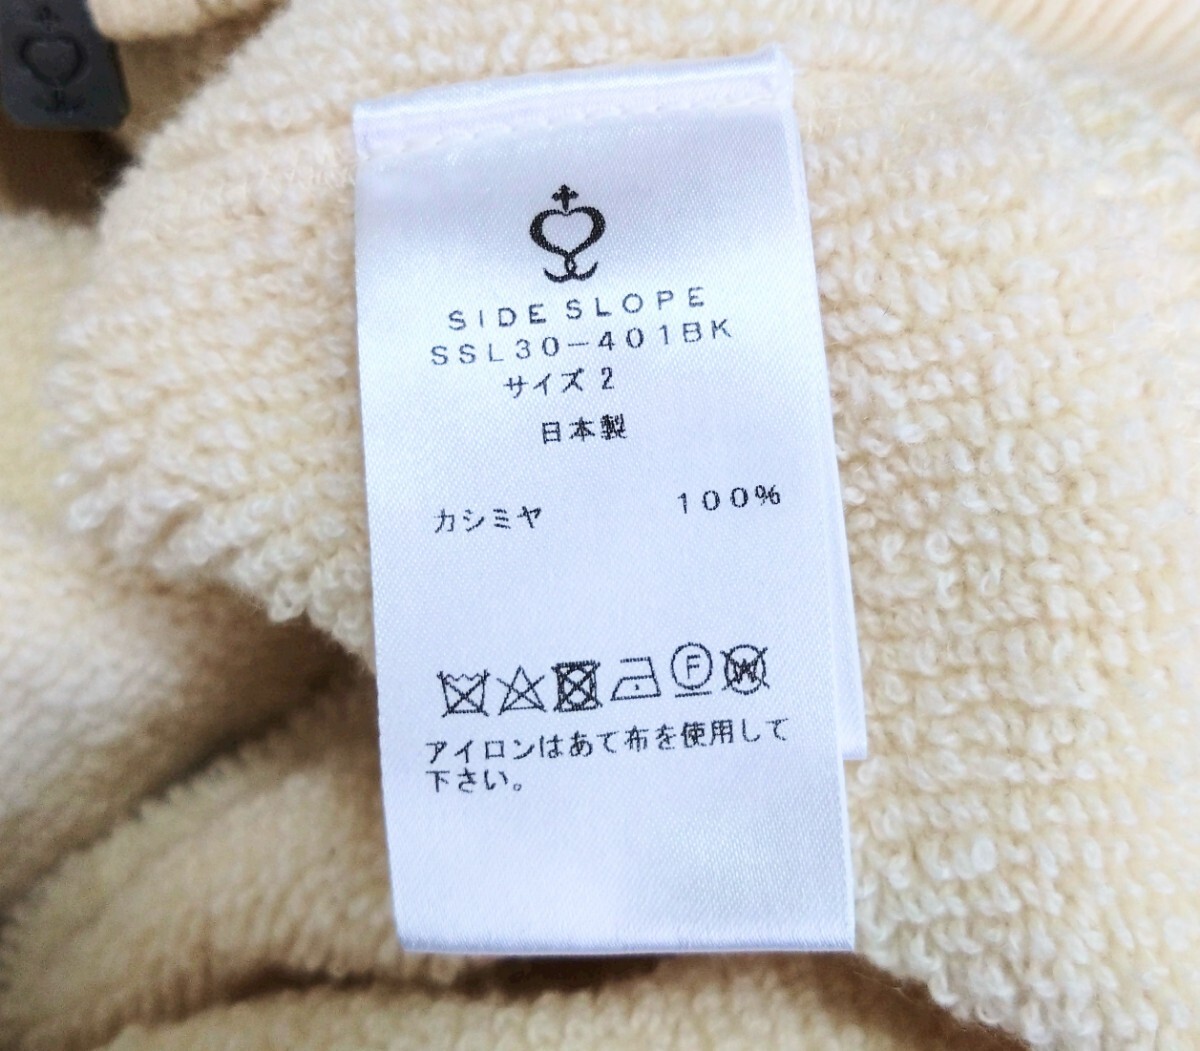 SIDE SLOPE
SSL30-401BK
サイズ 2
日本製
カシミヤ 100%
F W
アイロンはあて布を使用して
下さい。